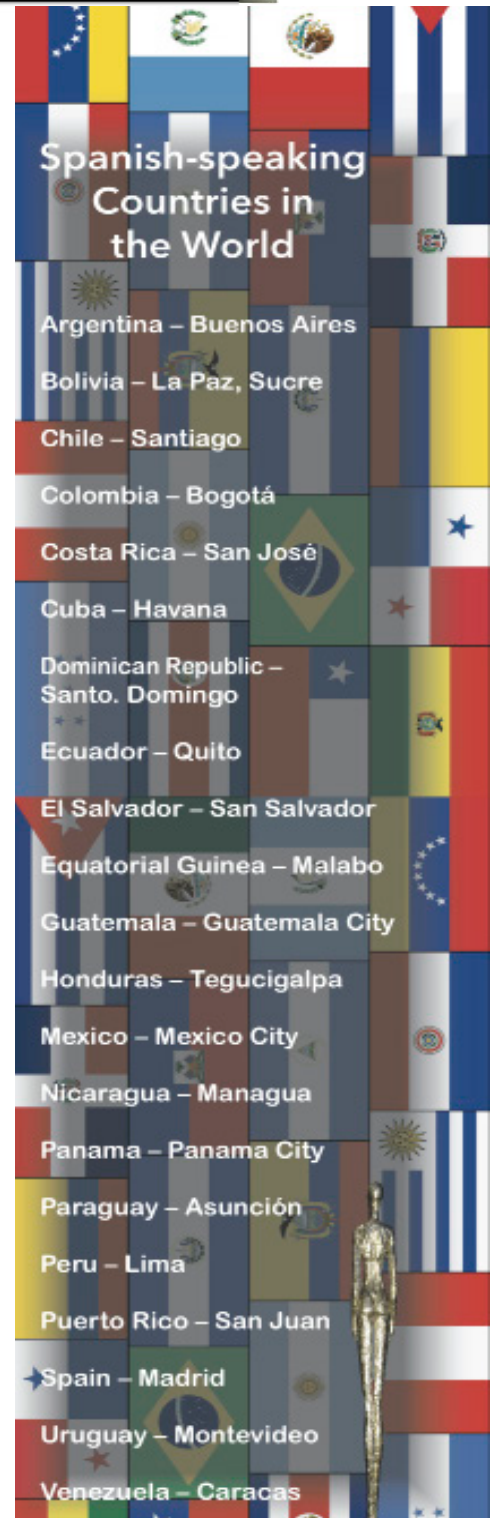 Spanish-speaking
Countries in
the World
Argentina – Buenos Aires
Bolivia – La Paz, Sucre
Chile – Santiago
Colombia – Bogotá
Costa Rica – San José
Cuba – Havana
Dominican Republic –
Santo. Domingo
Ecuador – Quito
El Salvador – San Salvador
Equatorial Guinea – Malabo
Guatemala – Guatemala City
Honduras – Tegucigalpa
Mexico – Mexico City
Nicaragua – Managua
Panama – Panama City
Paraguay – Asunción
Peru – Lima
Puerto Rico – San Juan
Spain – Madrid
Uruguay – Montevideo
Venezuela – Caracas